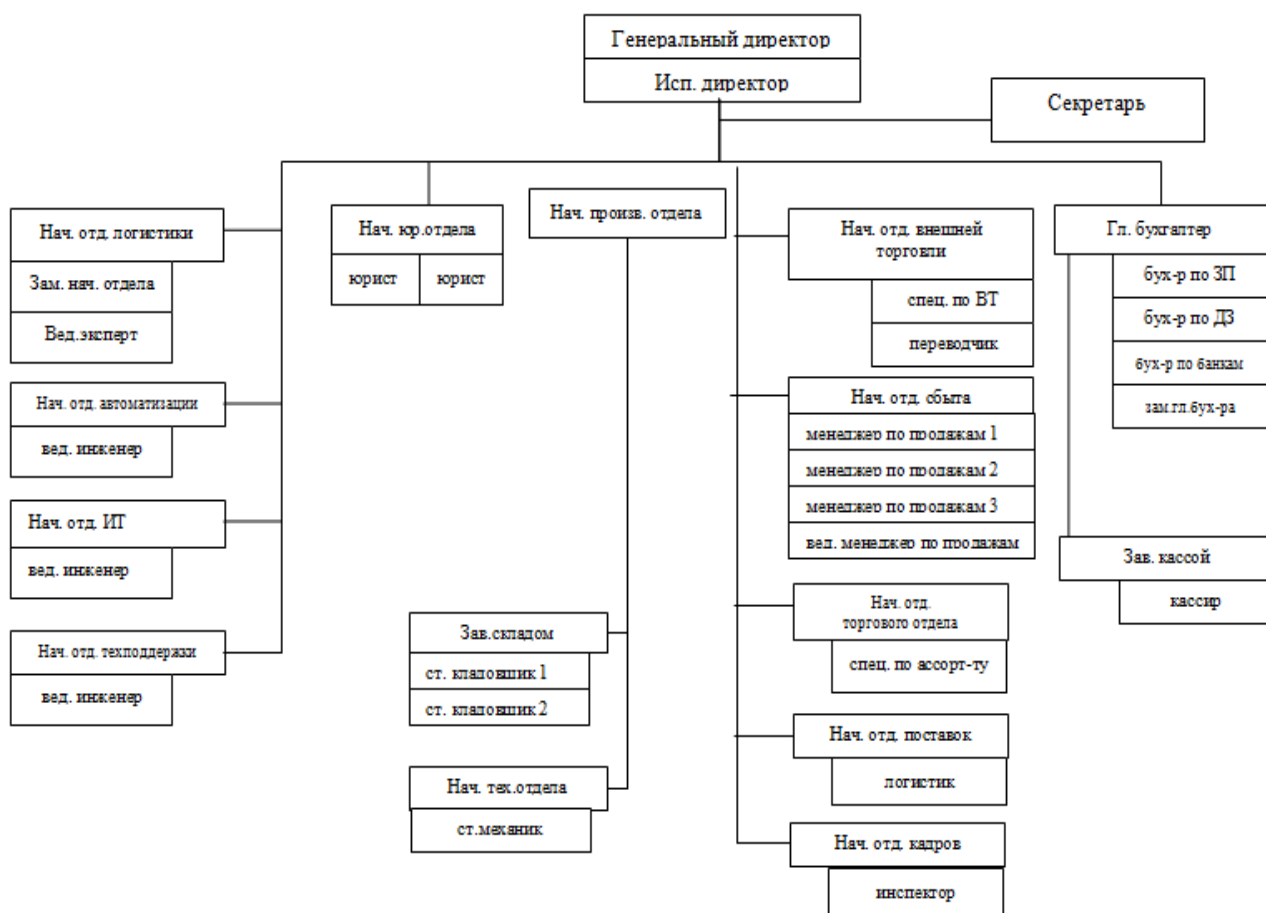 Генеральный директор
Исп. директор
Секретарь
Нач. отд. логистики
Зам. нач. отдела
Вед.эксперт
Нач. отд. автоматизации
вед. инженер
Нач. отд. ИТ
вед. инженер
Нач. отд. техподдержки
вед. инженер
Нач. юр.отдела
юрист юрист
Нач. произв. отдела
Зав.складом
ст. кладовщик 1
ст. кладовщик 2
Нач. тех.отдела
ст.механик
Нач. отд. внешней
торговли
спец. по ВТ
переводчик
Нач. отд. сбыта
менеджер по продажам 1
менеджер по продажам 2
менеджер по продажам 3
вед. менеджер по продажам
Нач. отд.
торгового отдела
спец. по ассорт-ту
Нач. отд. поставок
логистик
Нач. отд. кадров
инспектор
Гл. бухгалтер
бух-р по ЗП
бух-р по ДЗ
бух-р по банкам
зам.гл.бух-ра
Зав. кассой
кассир